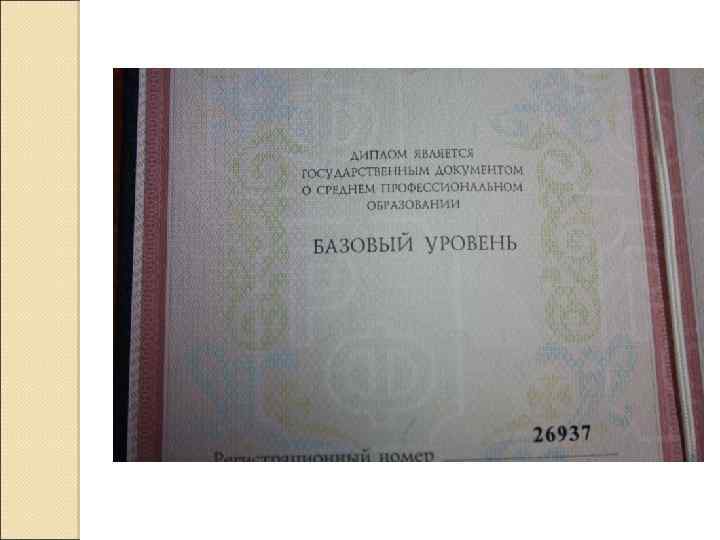 ДИПЛОМ ЯВЛЯЕТСЯ
ГОСУДАРСТВЕННЫМ ДОКУМЕНТОМ
О СРЕДНЕМ ПРОФЕССИОНАЛЬНОМ
ОБРАЗОВАНИИ
БАЗОВЫЙ УРОВЕНЬ
26937
Регистрационный номер